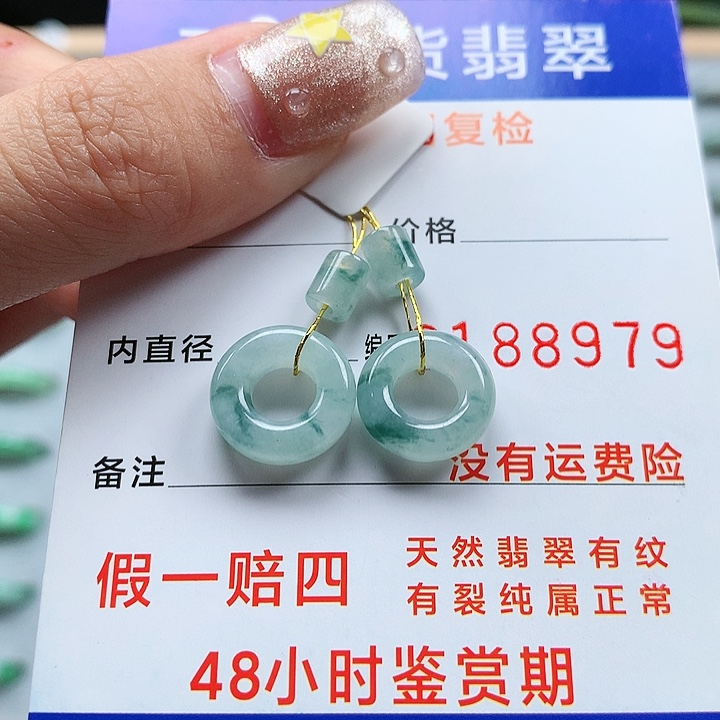 货翡翠
复检
价格
内直径 编 188979
备注 没有运费险
假一赔四
天然翡翠有纹
有裂纯属正常
48小时鉴赏期